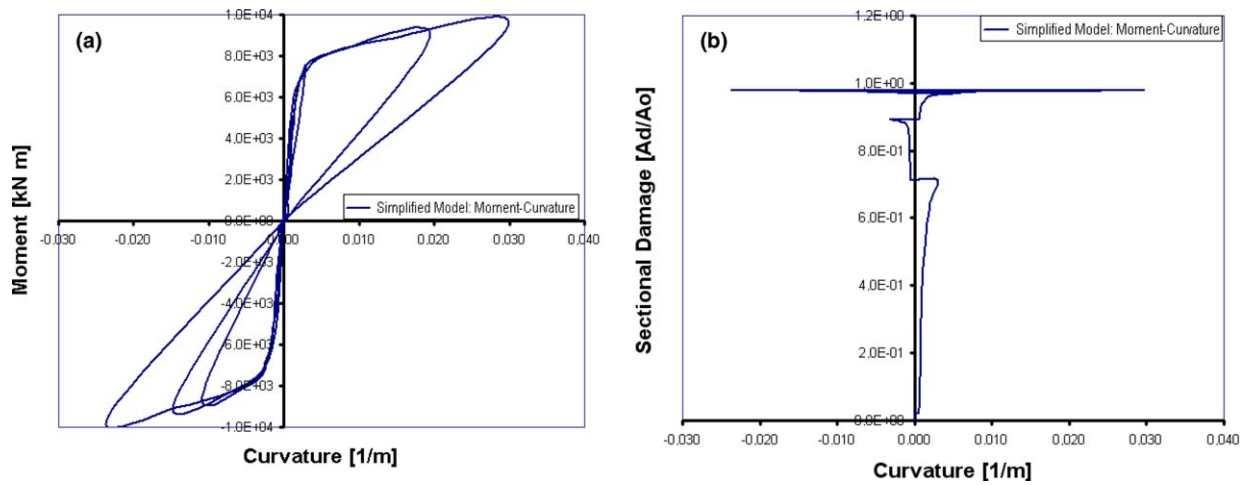 (a)
Moment [kN m]
1.0E+04
8.0E+03
6.0E+03
4.0E+03
2.0E+03
0.0E+00
-2.0E+03
-4.0E+03
-6.0E+03
-8.0E+03
-1.0E+04
-0.030 -0.020 -0.010 0.000 0.010 0.020 0.030 0.040
Simplified Model: Moment-Curvature
Curvature [1/m]
(b)
Simplified Model: Moment-Curvature
Sectional Damage [Ad/Ao]
1.2E+00
1.0E+00
8.0E-01
6.0E-01
4.0E-01
2.0E-01
0.0E+00
-0.030 -0.020 -0.010 0.000 0.010 0.020 0.030 0.040
Curvature [1/m]